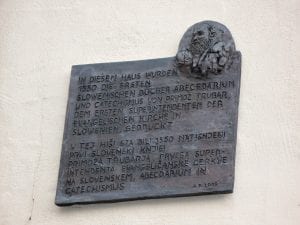 IN DIESEM HAUS WURDEN
1550 DIE ERSTEN
SLOWENISCHEN BÜCHER ABECEDARIUM
UND CATECHISMUS VON PRIMOŽ TRUBAR,
DEM ERSTEN SUPERINTENDENTEN DER
EVANGELISCHEN KIRCHE IN
SLOWENIEN, GEDRUCKT
V TEJ HIŠI STA BILI 1550 NATISNJENI
PRVI SLOVENSKI KNJIGI
PRIMOŽA TRUBARJA, PRVEGA SUPER-
INTENDENTA EVANGELIČANSKE CERKVE
NA SLOVENSKEM, ABECEDARIUM IN
CATECHISMUS